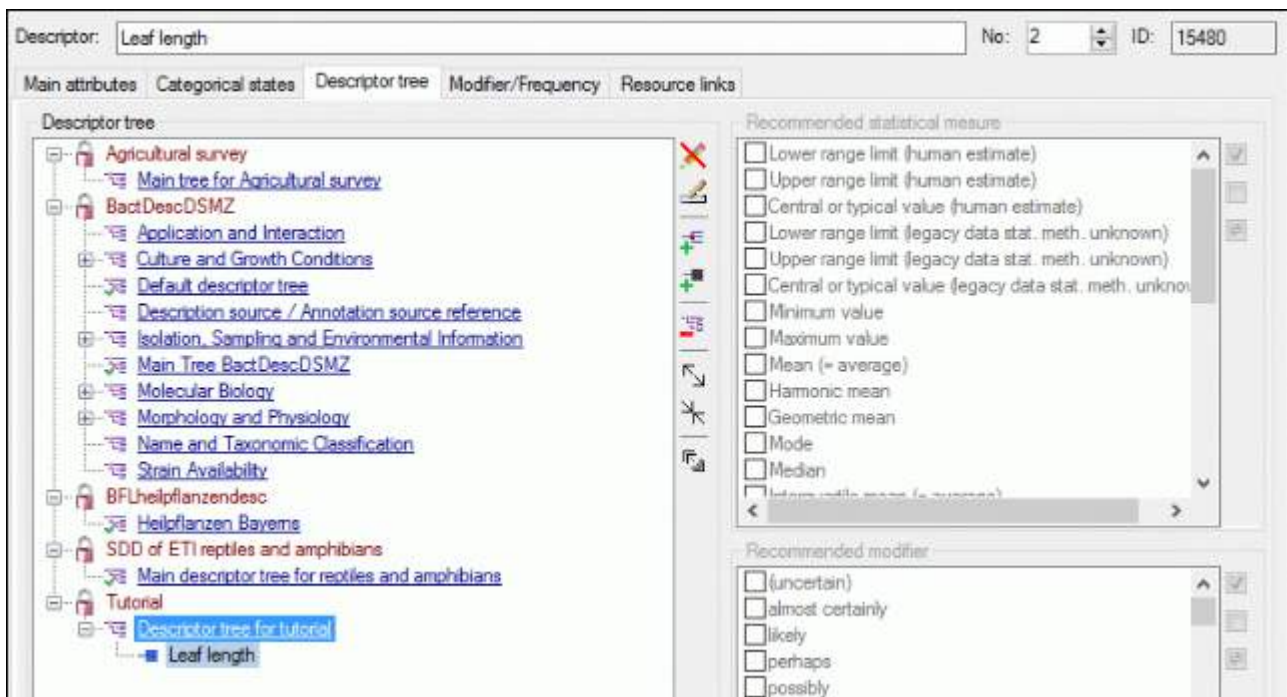 Descriptor: Leaf length No: 2 ID: 15480
Main attributes Categorical states Descriptor tree Modifier/Frequency Resource links
Descriptor tree
Agricultural survey
Main tree for Agricultural survey
BactDescDSMZ
Application and Interaction
Culture and Growth Conditions
Default descriptor tree
Description source / Annotation source reference
Isolation, Sampling and Environmental Information
Main Tree BactDescDSMZ
Molecular Biology
Morphology and Physiology
Name and Taxonomic Classification
Strain Availability
BFLheilpflanzendesc
Heilpflanzen Bayerns
SDD of ETI reptiles and amphibians
Main descriptor tree for reptiles and amphibians
Tutorial
Descriptor tree for tutorial
Leaf length
Recommended statistical mesure
Lower range limit (human estimate)
Upper range limit (human estimate)
Central or typical value (human estimate)
Lower range limit (legacy data stat. meth. unknown)
Upper range limit (legacy data stat. meth. unknown)
Central or typical value (legacy data stat. meth. unknov
Minimum value
Maximum value
Mean (= average)
Harmonic mean
Geometric mean
Mode
Median
Interquartile mean (= average)
Recommended modifier
(uncertain)
almost certainly
likely
perhaps
possibly